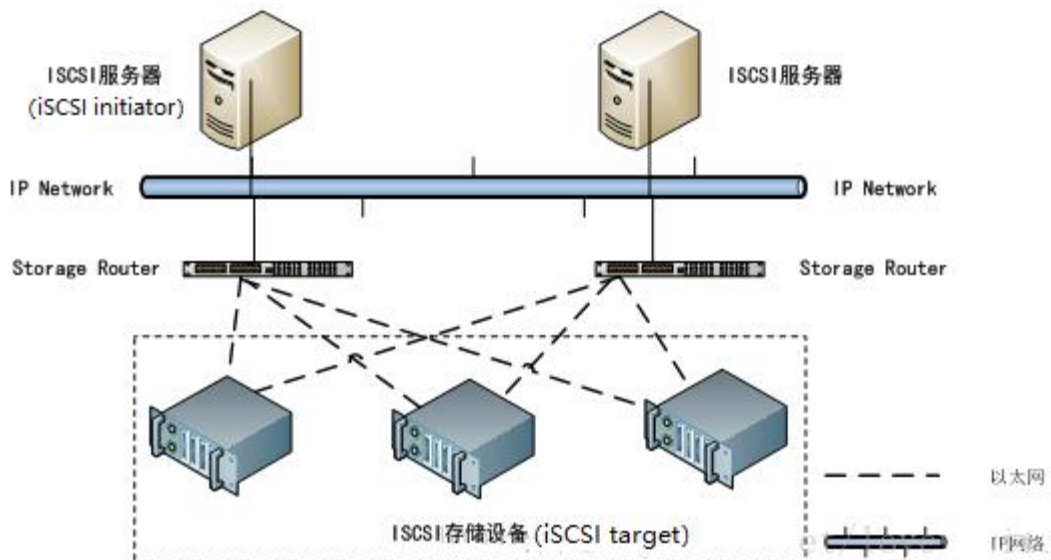 ISCSI服务器
(iSCSI initiator)
ISCSI服务器
IP Network
IP Network
Storage Router
Storage Router
ISCSI存储设备 (iSCSI target)
以太网
IP网络